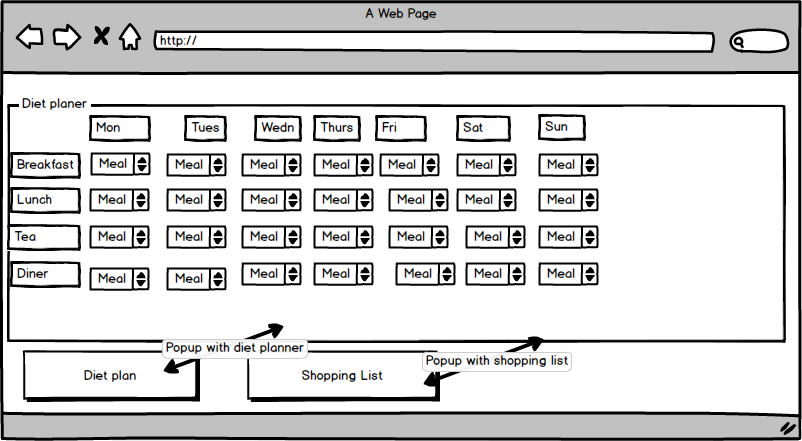 A Web Page
http://
Diet planer
Mon Tues Wedn Thurs Fri Sat Sun
Breakfast Meal Meal Meal Meal Meal Meal Meal
Lunch Meal Meal Meal Meal Meal Meal Meal
Tea Meal Meal Meal Meal Meal Meal Meal
Diner Meal Meal Meal Meal Meal Meal Meal
Popup with diet planner
Popup with shopping list
Diet plan Shopping List